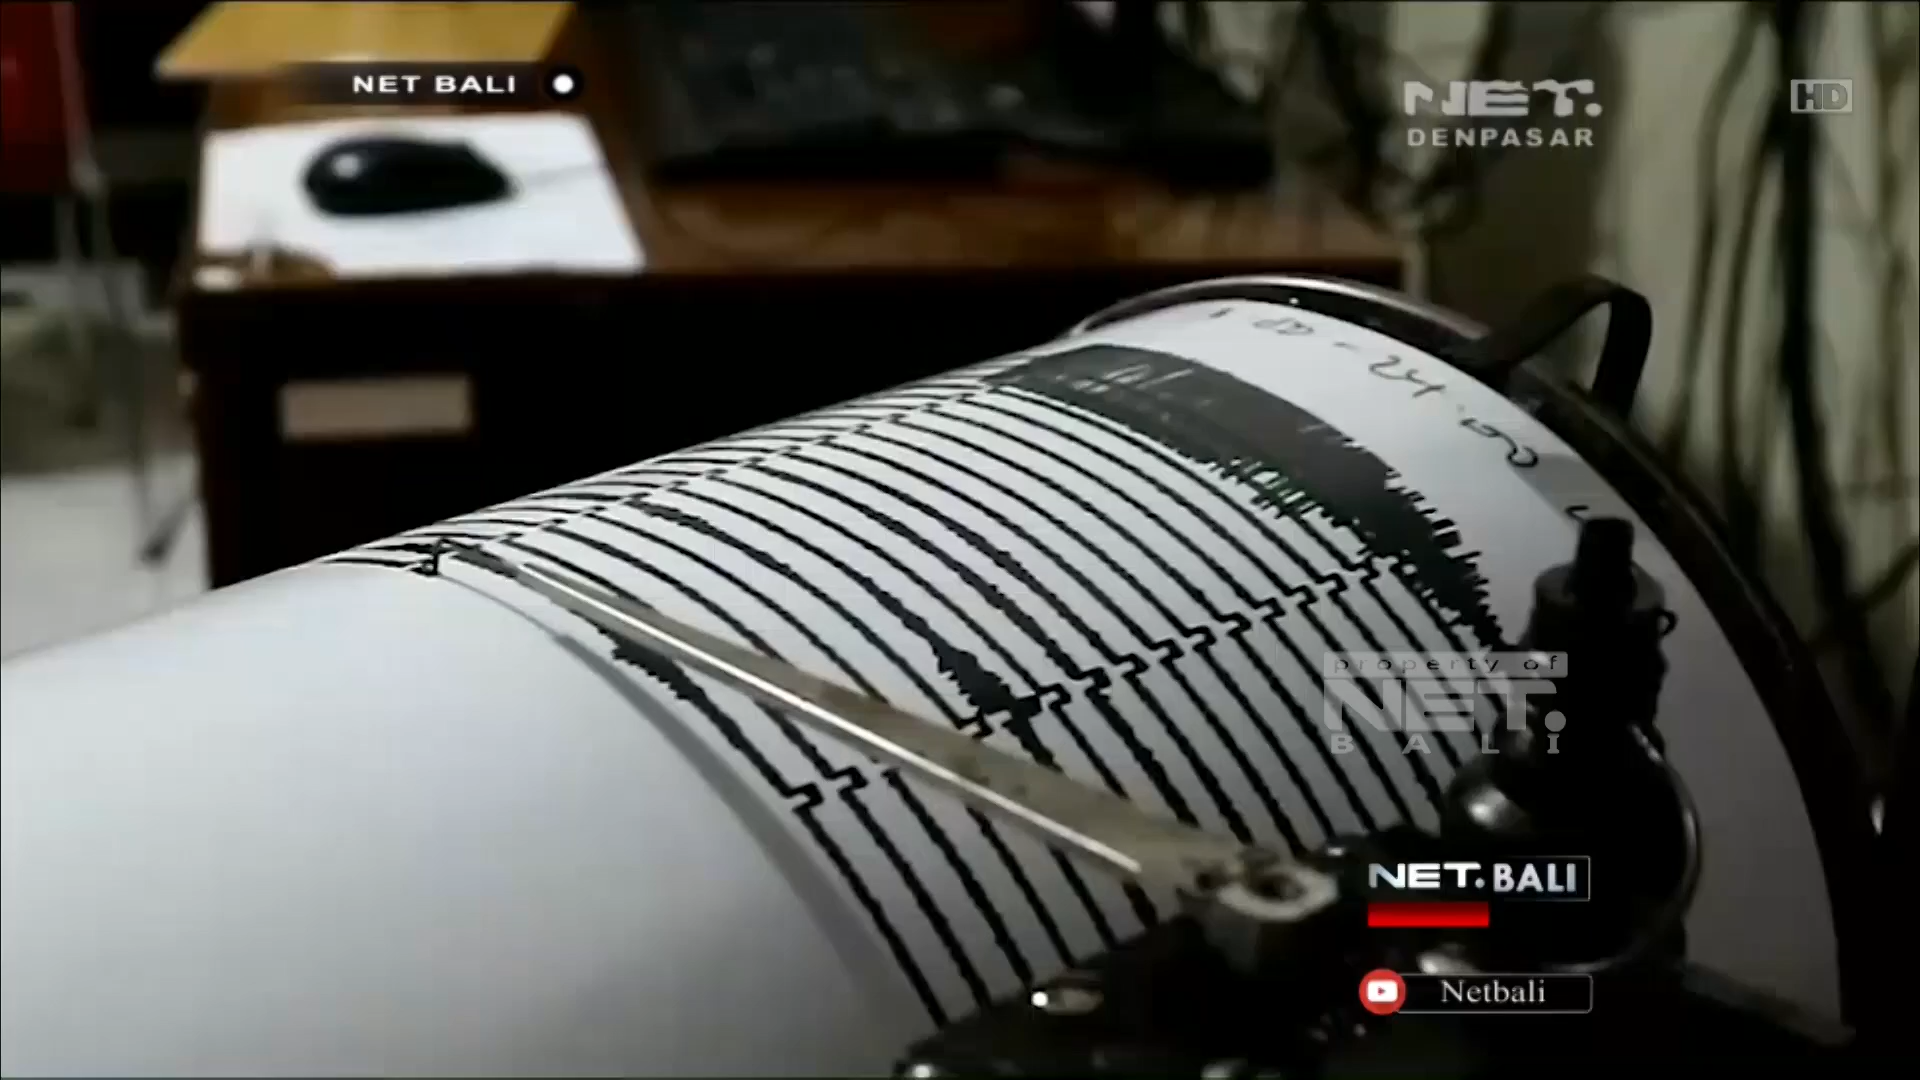 NET BALI
NET.
DENPASAR
HD
property of
NET.
BALI
NET. BALI
Netbali